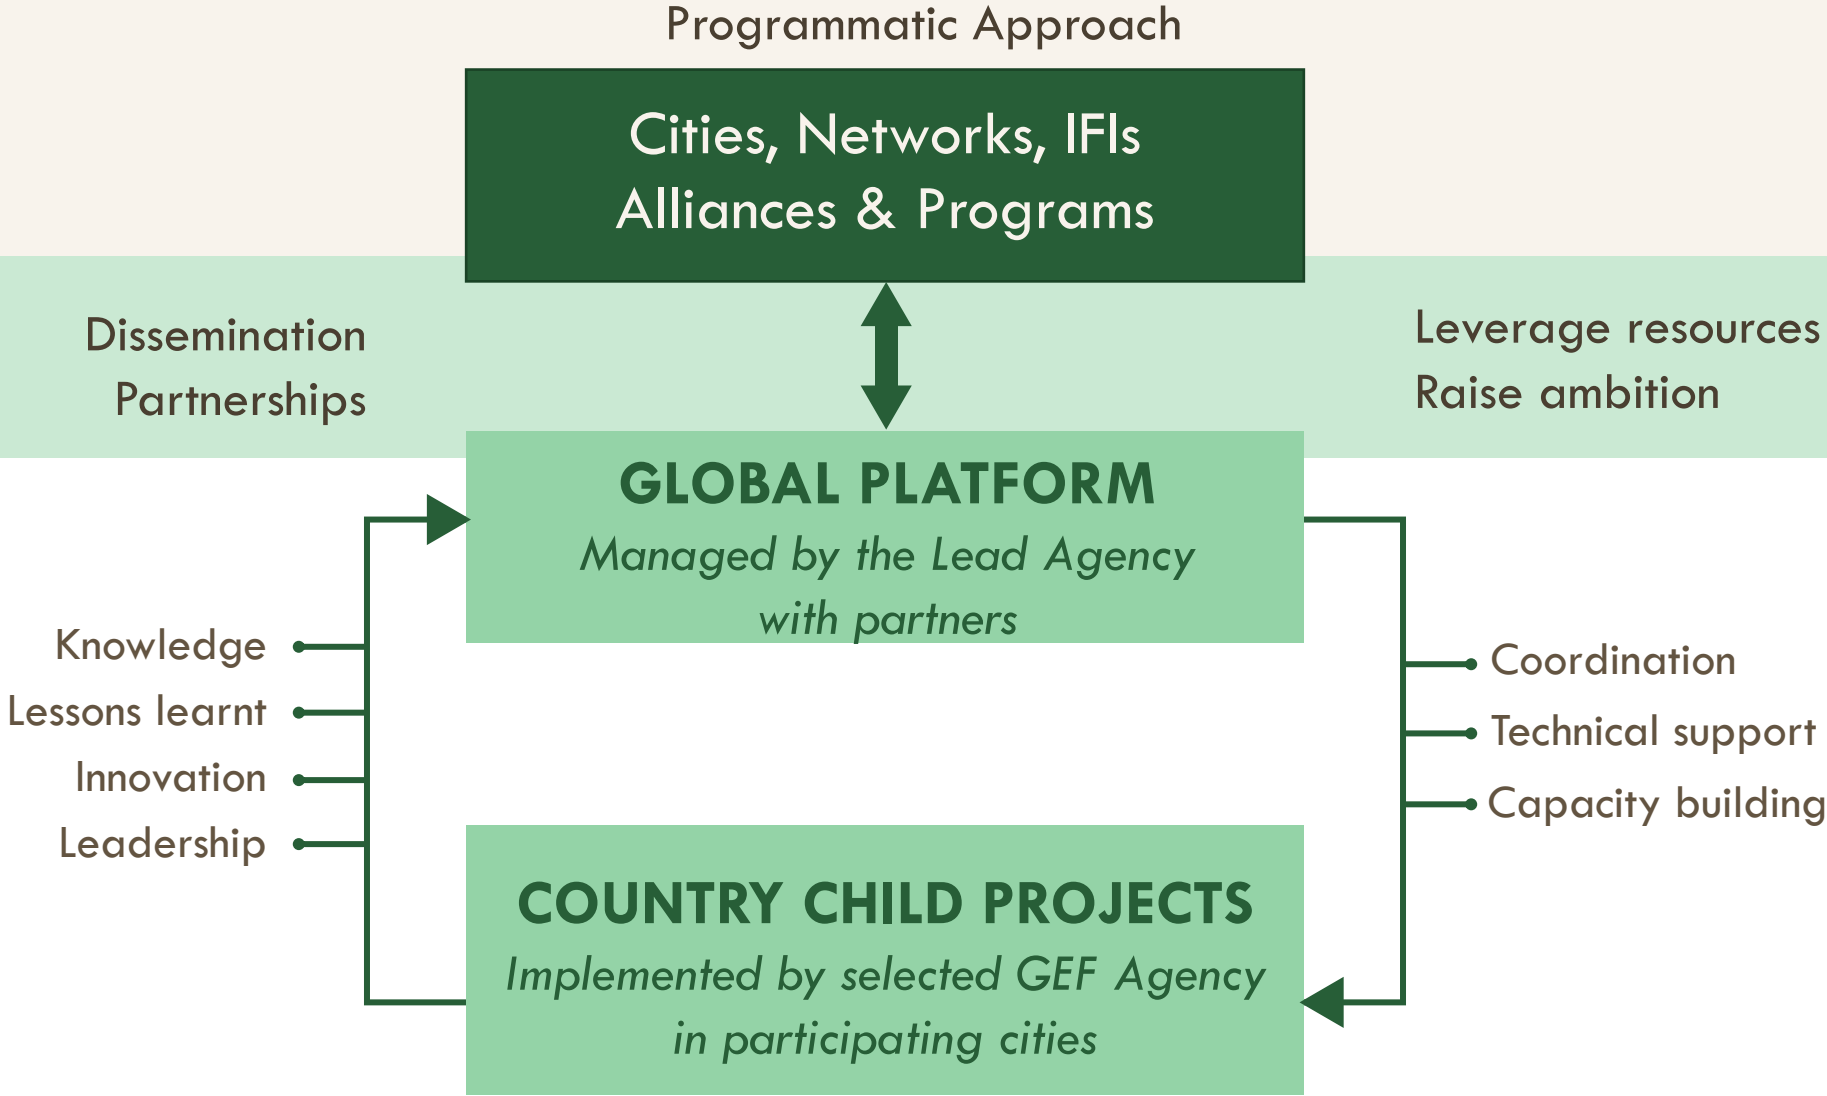 Programmatic Approach
Cities, Networks, IFIs
Alliances & Programs
Dissemination
Partnerships
Leverage resources
Raise ambition
GLOBAL PLATFORM
Managed by the Lead Agency
with partners
Knowledge
Lessons learnt
Innovation
Leadership
Coordination
Technical support
Capacity building
COUNTRY CHILD PROJECTS
Implemented by selected GEF Agency
in participating cities